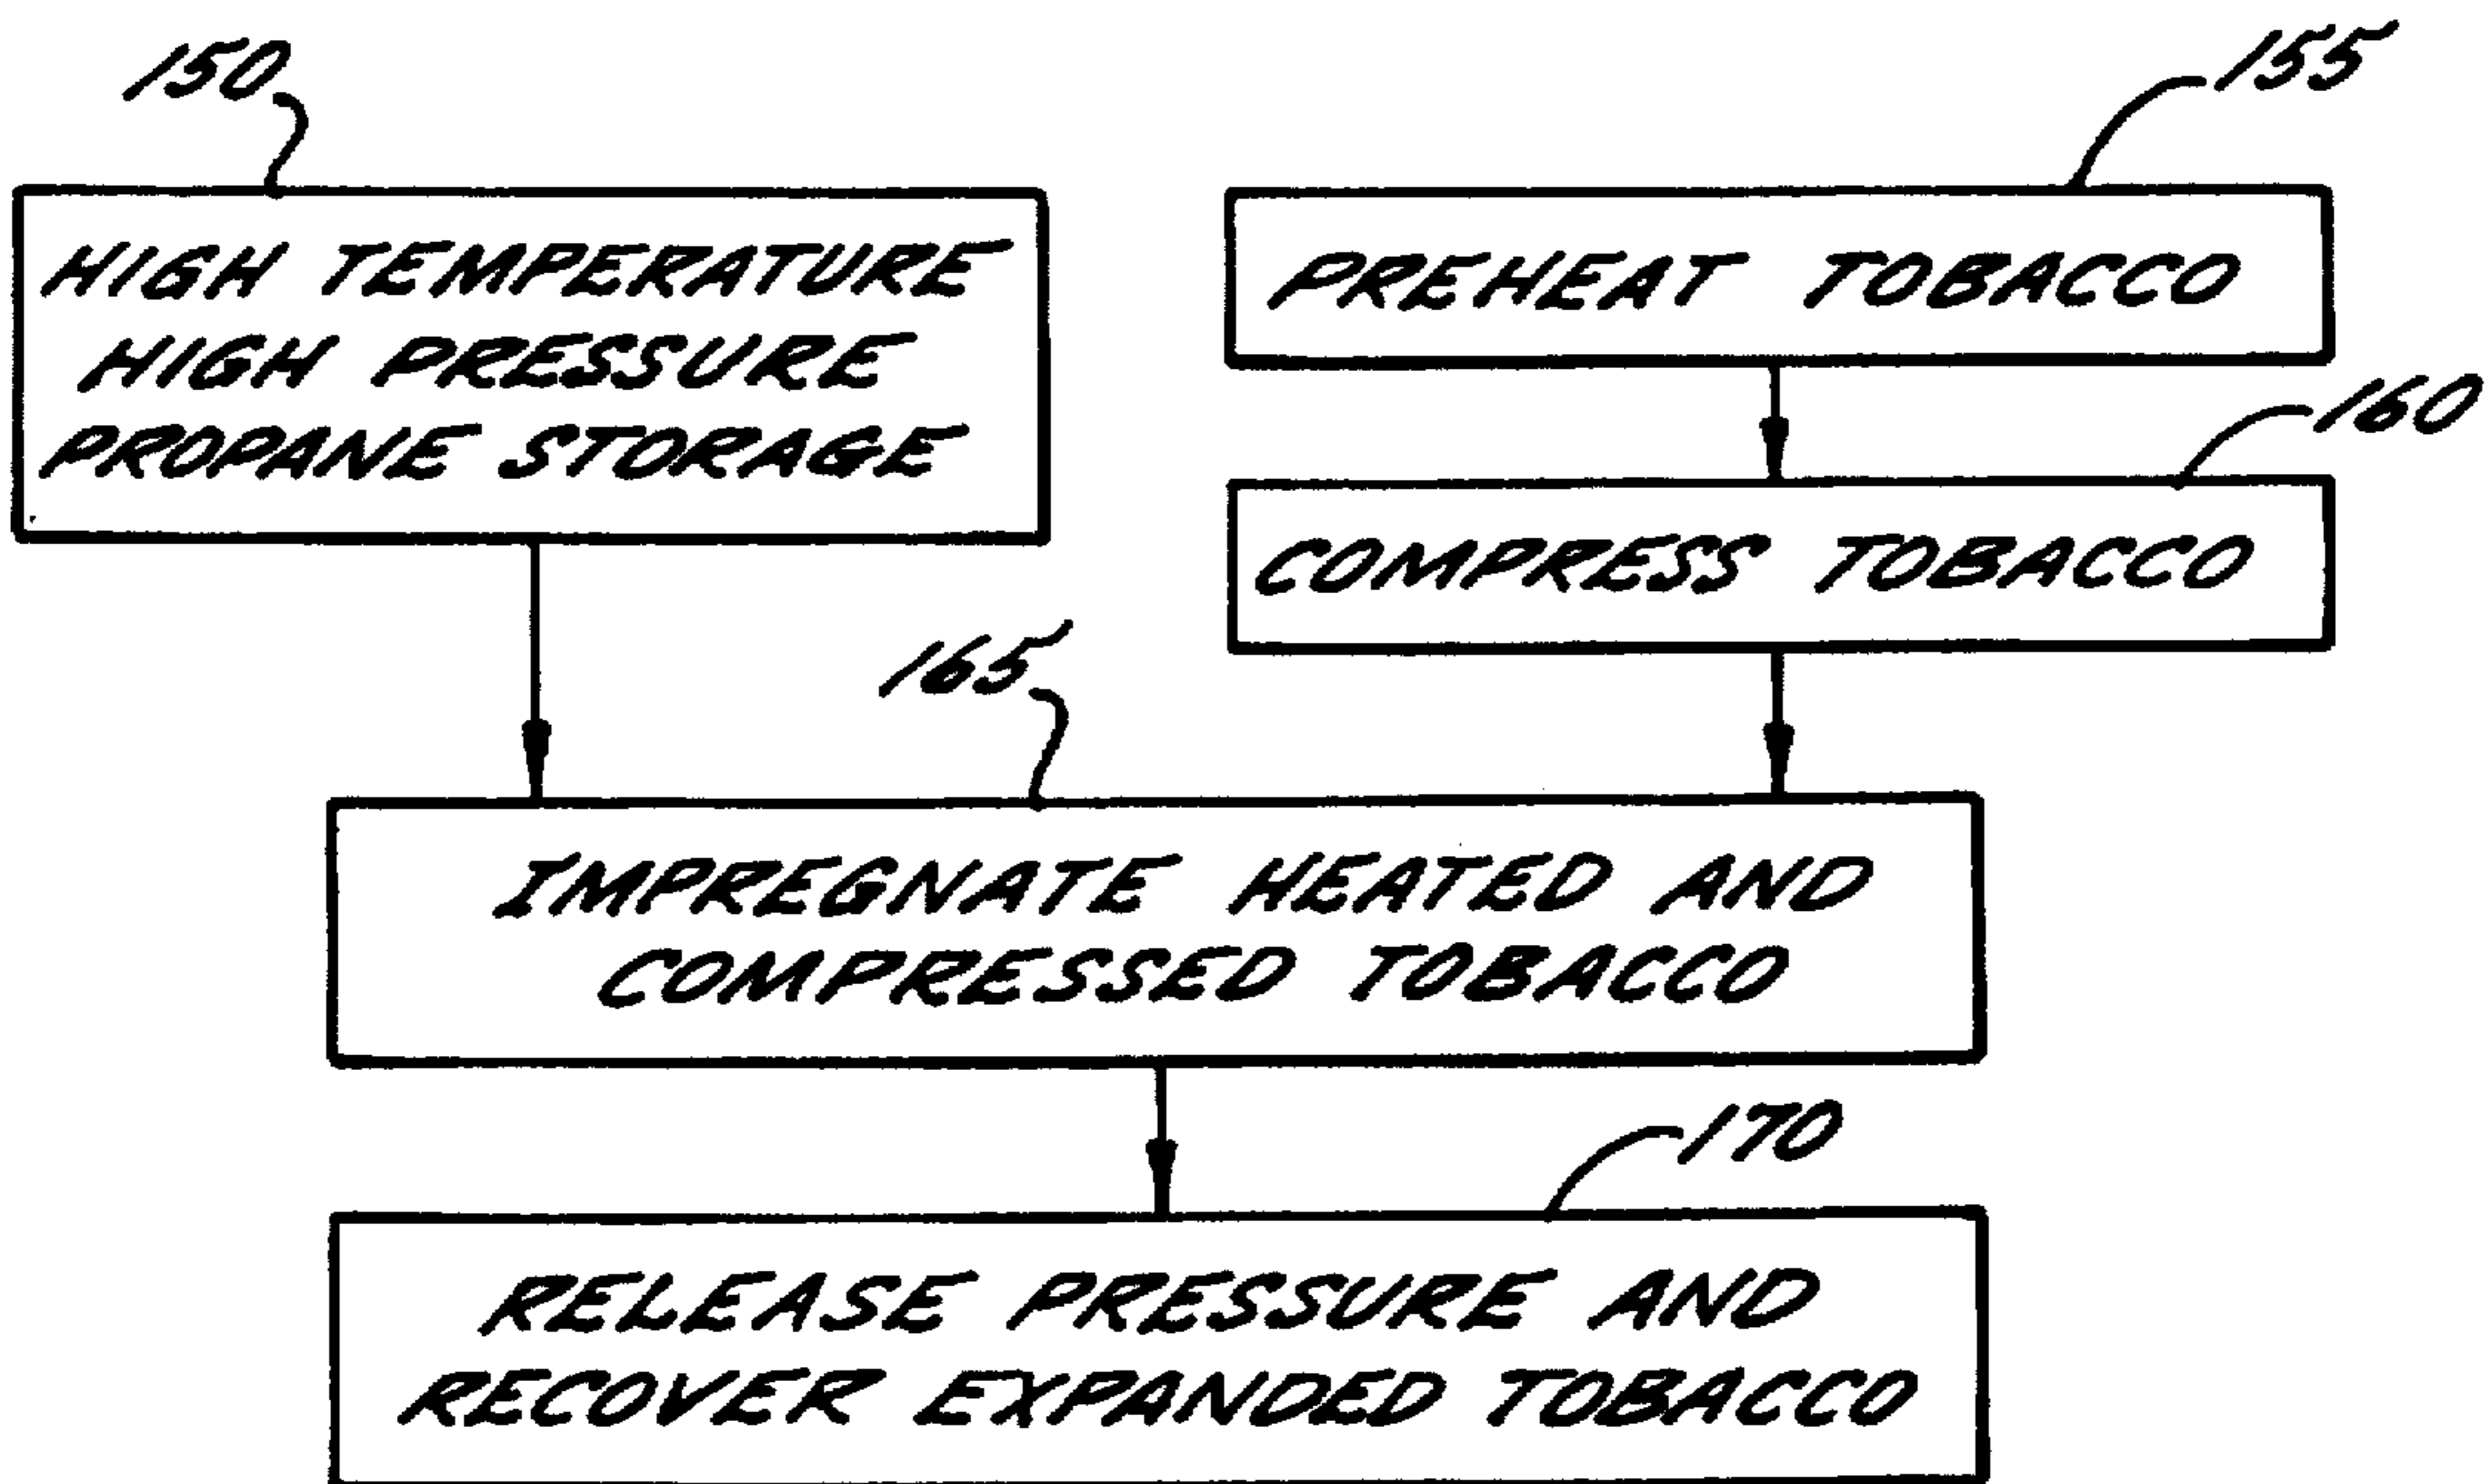 150
155
HIGH TEMPERATURE
HIGH PRESSURE
PROPANE STORAGE
PREHEAT TOBACCO
160
COMPRESS TOBACCO
165
IMPREGNATE HEATED AND
COMPRESSED TOBACCO
170
RELEASE PRESSURE AND
RECOVER EXPANDED TOBACCO